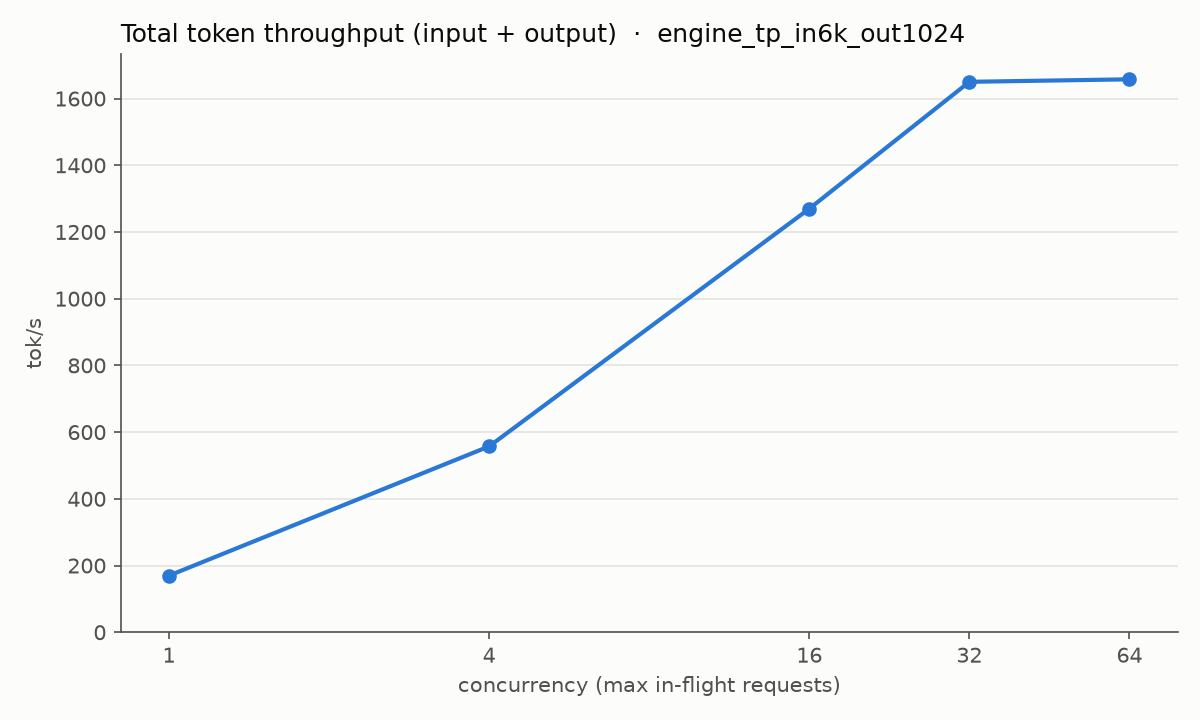 Total token throughput (input + output)  ·  engine_tp_in6k_out1024
1600
1400
1200
1000
800
600
400
200
0
tok/s
1 4 16 32 64
concurrency (max in-flight requests)